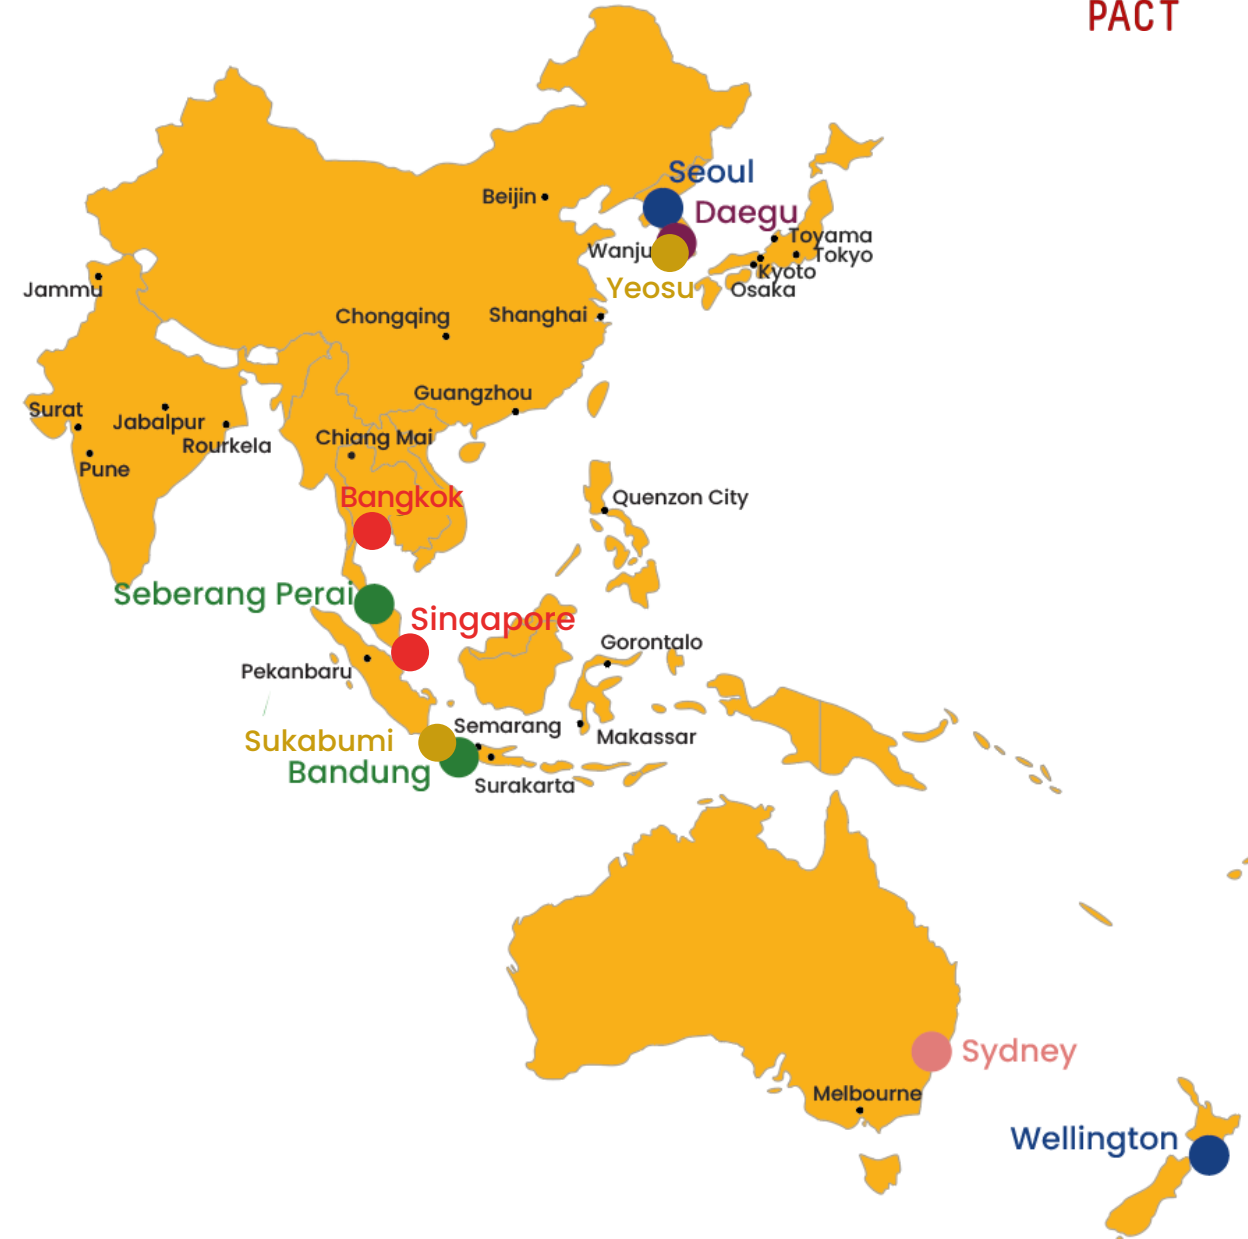 PACT
Seoul
Beijin
Daegu
Toyama
Wanju
Tokyo
Kyoto
Jammu
Yeosu
Osaka
Chongqing
Shanghai
Guangzhou
Surat
Jabalpur
Chiang Mai
Rourkela
Pune
Bangkok
Quenzon City
Seberang Perai
Singapore
Gorontalo
Pekanbaru
Semarang
Makassar
Sukabumi
Bandung
Surakarta
Sydney
Melbourne
Wellington